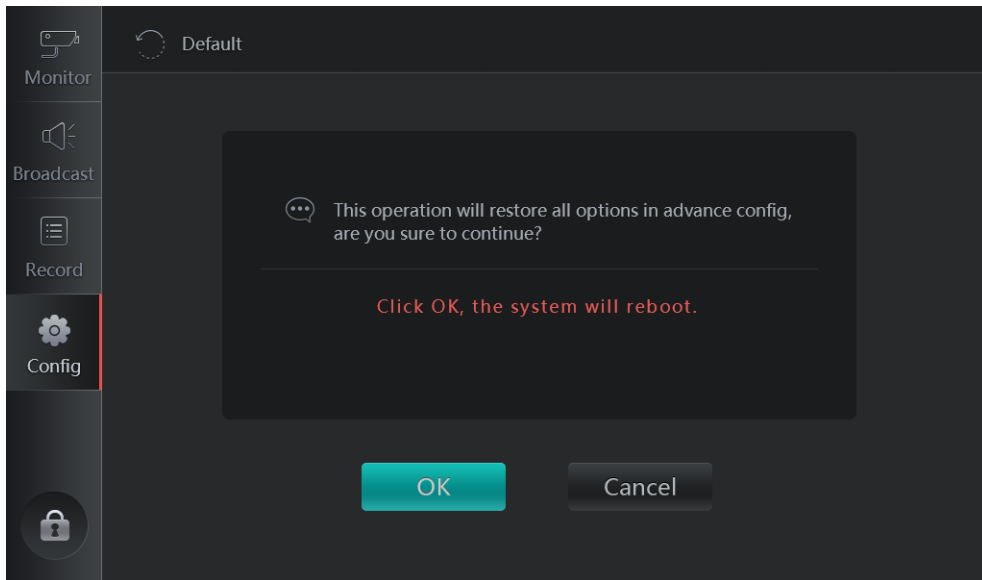 Monitor
Default
Broadcast
Record
Config
This operation will restore all options in advance config,
are you sure to continue?
Click OK, the system will reboot.
OK
Cancel